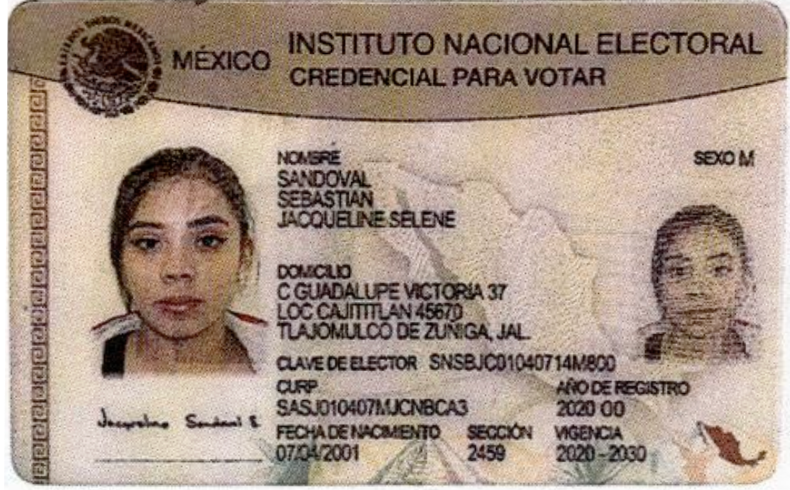 MÉXICO INSTITUTO NACIONAL ELECTORAL
CREDENCIAL PARA VOTAR
NOMBRE
SEXO M
SANDOVAL
SEBASTIAN
JACQUELINE SELENE
DOMICILIO
C GUADALUPE VICTORIA 37
LOC CAJITITLAN 45670
TLAJOMULCO DE ZUÑIGA, JAL.
CLAVE DE ELECTOR SNSBJC01040714M800
CURP
AÑO DE REGISTRO
SASJ010407MJCNBCA3
2020 00
FECHA DE NACIMIENTO SECCIÓN VIGENCIA
07/04/2001 2459 2020 - 2030
Jacqueline Sandoval S